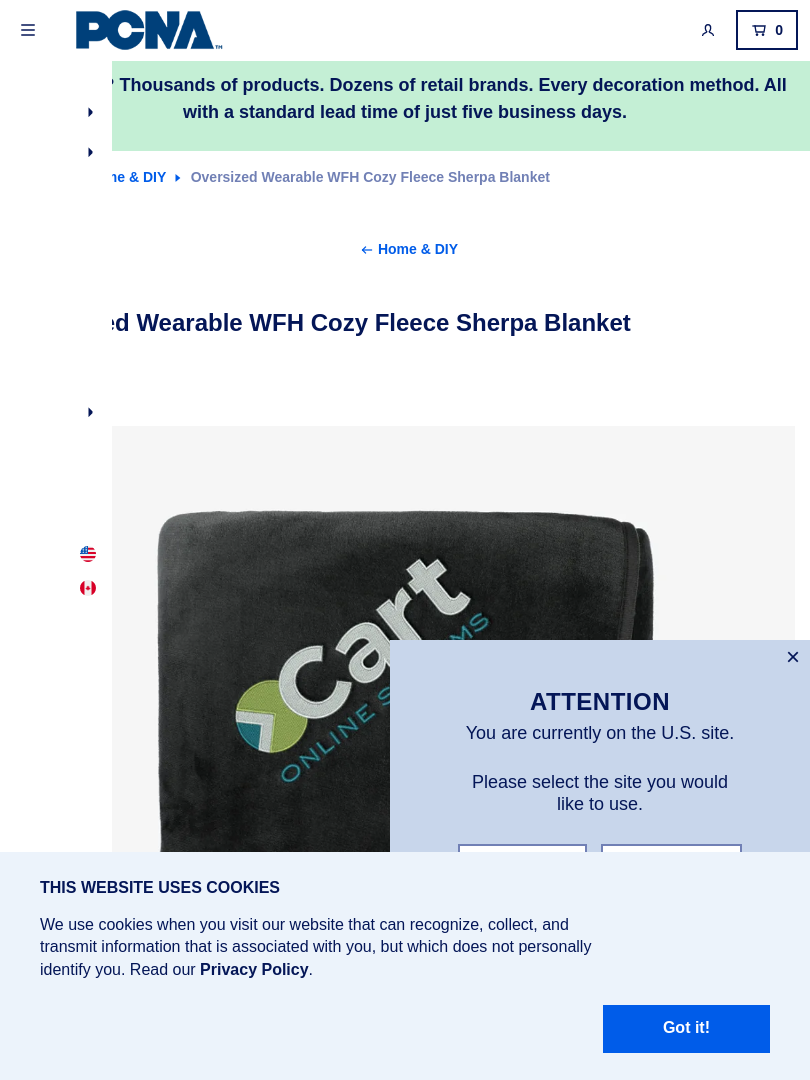 PCNA™
0
? Thousands of products. Dozens of retail brands. Every decoration method. All
with a standard lead time of just five business days.
me & DIY Oversized Wearable WFH Cozy Fleece Sherpa Blanket
← Home & DIY
ed Wearable WFH Cozy Fleece Sherpa Blanket
Cart
ONLINE
ATTENTION
You are currently on the U.S. site.
Please select the site you would
like to use.
THIS WEBSITE USES COOKIES
We use cookies when you visit our website that can recognize, collect, and
transmit information that is associated with you, but which does not personally
identify you. Read our Privacy Policy.
Got it!